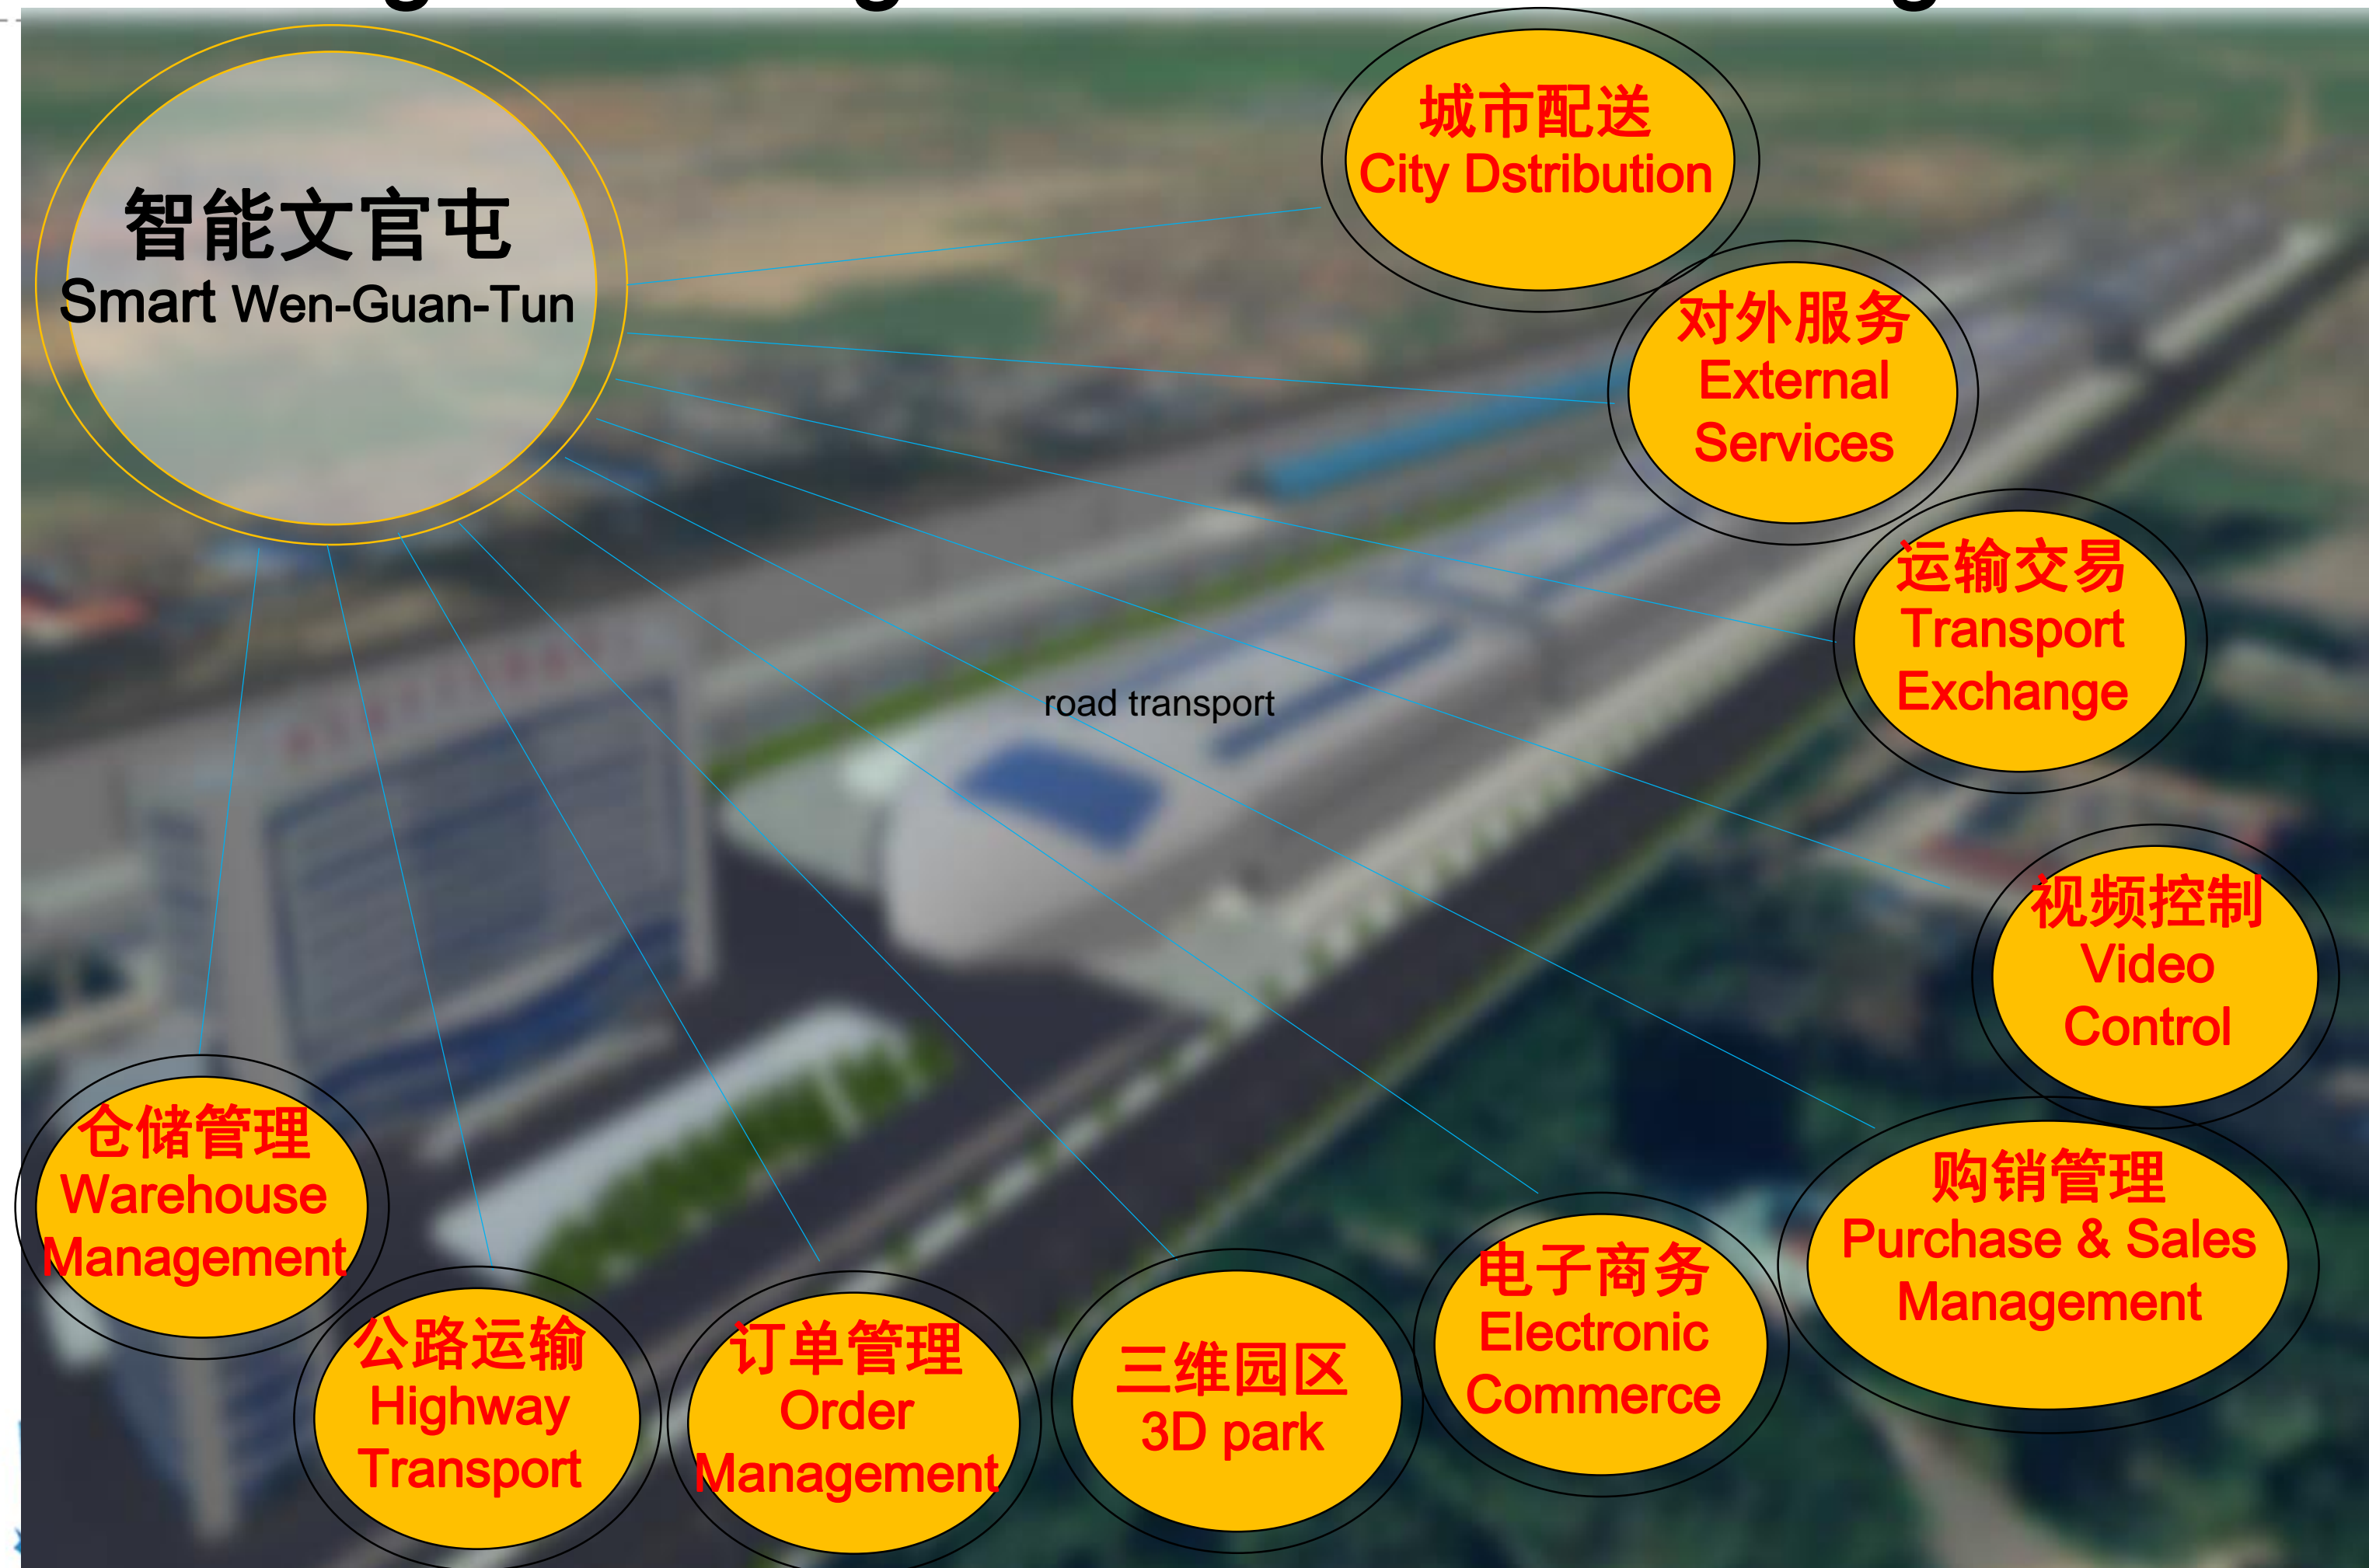 智能文官屯
Smart Wen-Guan-Tun
城市配送
City Dstribution
对外服务
External
Services
运输交易
Transport
Exchange
road transport
视频控制
Video
Control
购销管理
Purchase & Sales
Management
电子商务
Electronic
Commerce
三维园区
3D park
订单管理
Order
Management
公路运输
Highway
Transport
仓储管理
Warehouse
Management